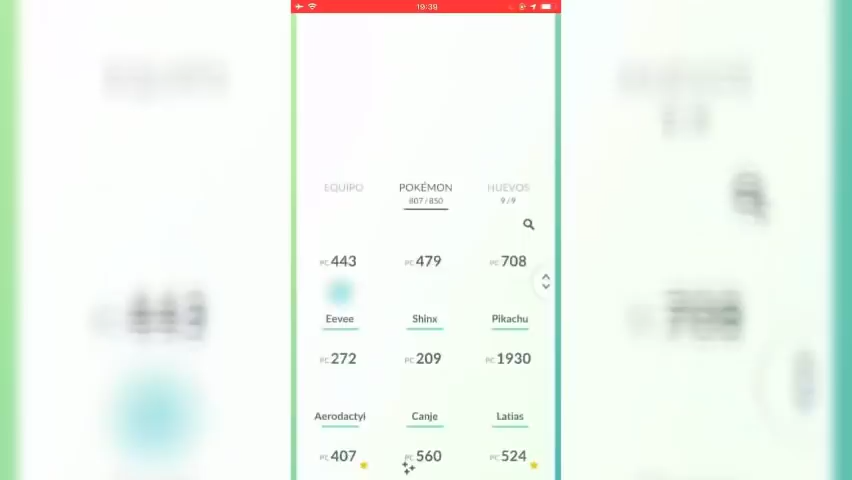 19:39
EQUIPO POKÉMON NUEVOS
807 / 850 9 / 9
PC 443 PC 479 PC 708
Eevee Shinx Pikachu
PC 272 PC 209 PC 1930
Aerodactyl Canje Latias
PC 407 PC 560 PC 524